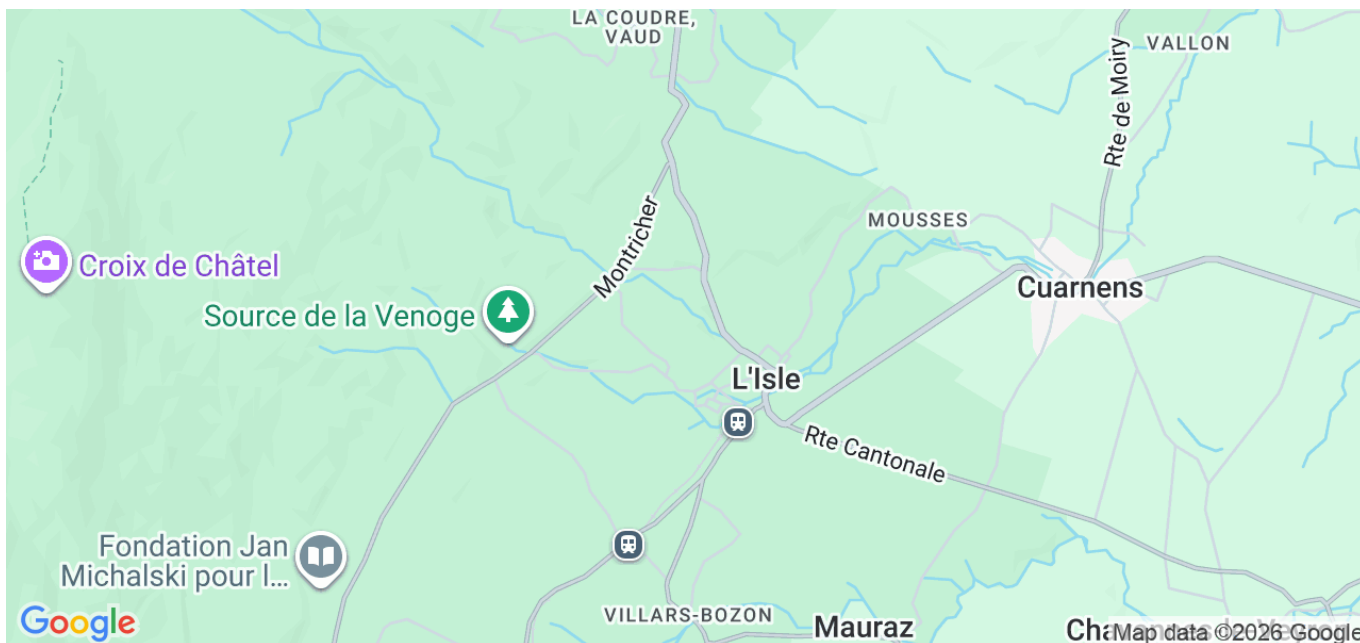 LA COUDRE,
VAUD
VALLON
Rte de Moiry
MOUSSES
Montricher
Croix de Châtel
Cuarnens
Source de la Venoge
L'Isle
Rte Cantonale
Fondation Jan
Michalski pour l...
VILLARS-BOZON
Mauraz
Google
Map data ©2026 Google